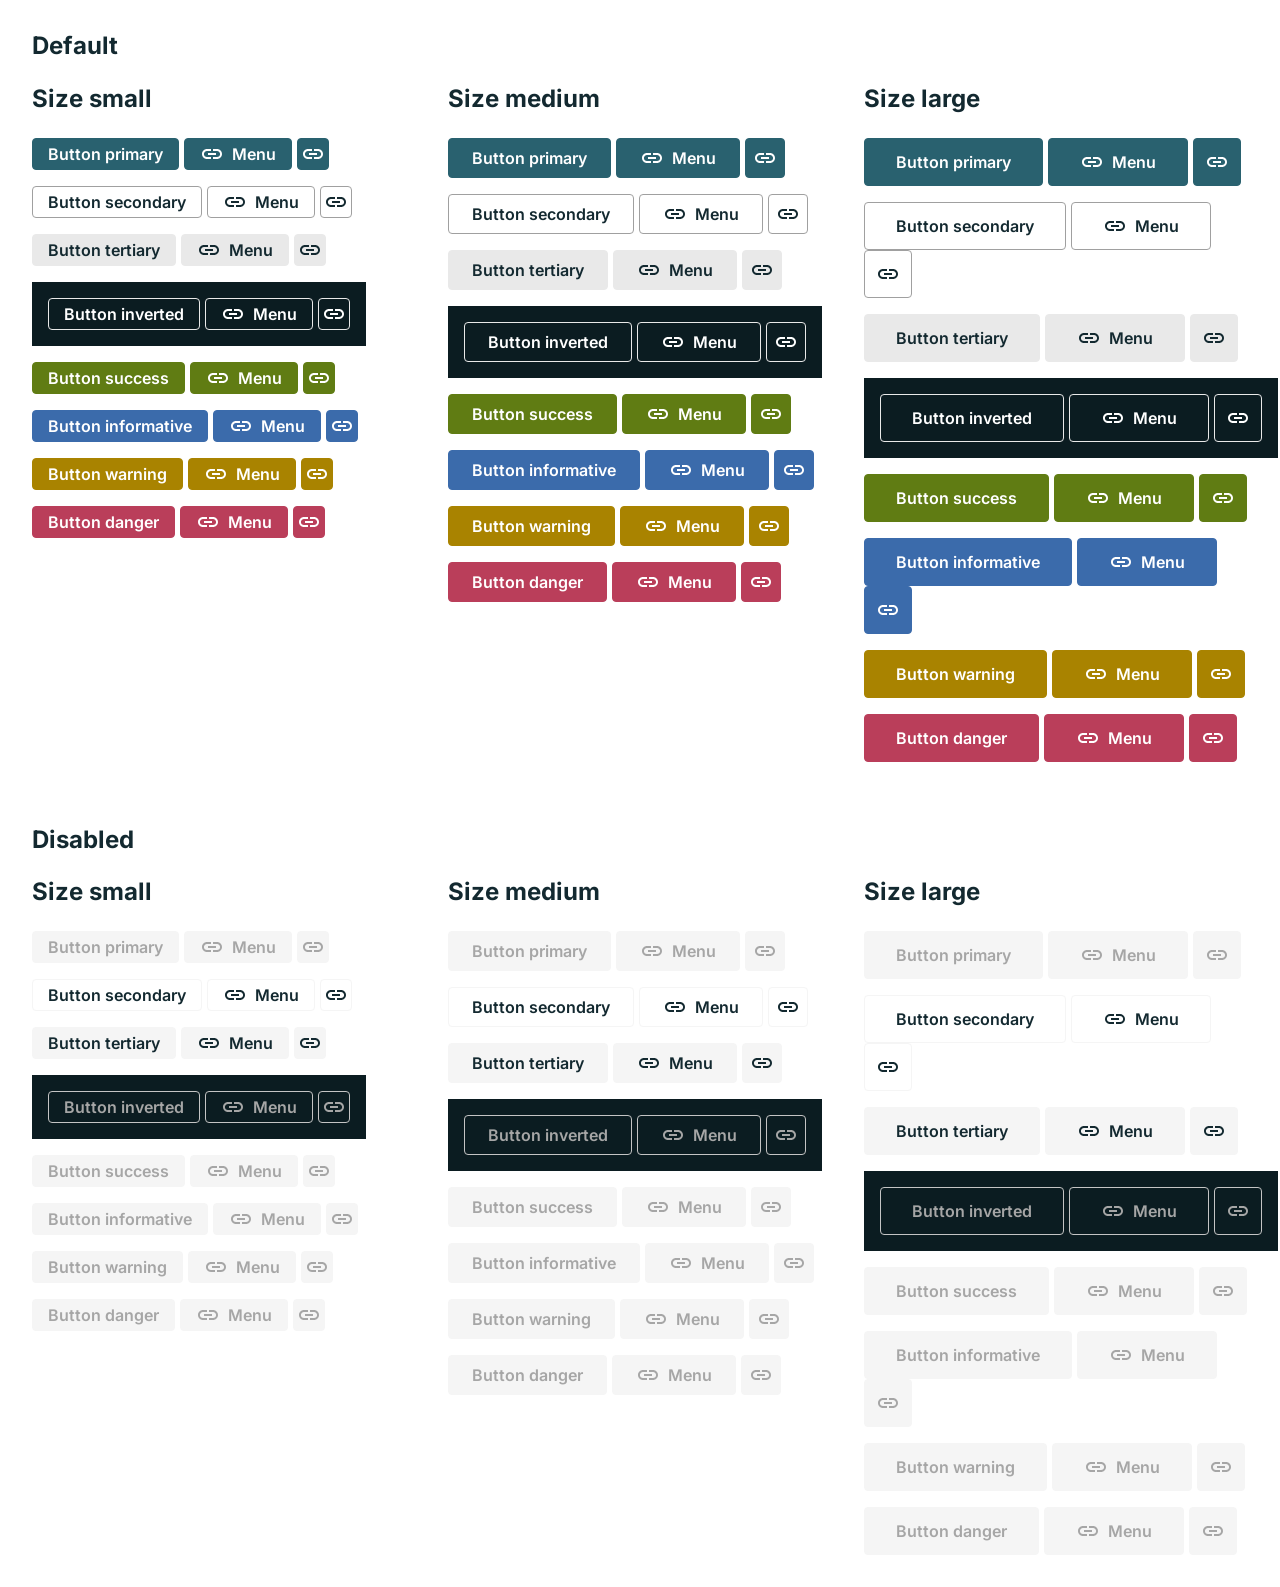 Default
Size small
Button primary Menu
Button secondary Menu
Button tertiary Menu
Button inverted Menu
Button success Menu
Button informative Menu
Button warning Menu
Button danger Menu
Size medium
Button primary Menu
Button secondary Menu
Button tertiary Menu
Button inverted Menu
Button success Menu
Button informative Menu
Button warning Menu
Button danger Menu
Size large
Button primary Menu
Button secondary Menu
Button tertiary Menu
Button inverted Menu
Button success Menu
Button informative Menu
Button warning Menu
Button danger Menu
Disabled
Size small
Button primary Menu
Button secondary Menu
Button tertiary Menu
Button inverted Menu
Button success Menu
Button informative Menu
Button warning Menu
Button danger Menu
Size medium
Button primary Menu
Button secondary Menu
Button tertiary Menu
Button inverted Menu
Button success Menu
Button informative Menu
Button warning Menu
Button danger Menu
Size large
Button primary Menu
Button secondary Menu
Button tertiary Menu
Button inverted Menu
Button success Menu
Button informative Menu
Button warning Menu
Button danger Menu